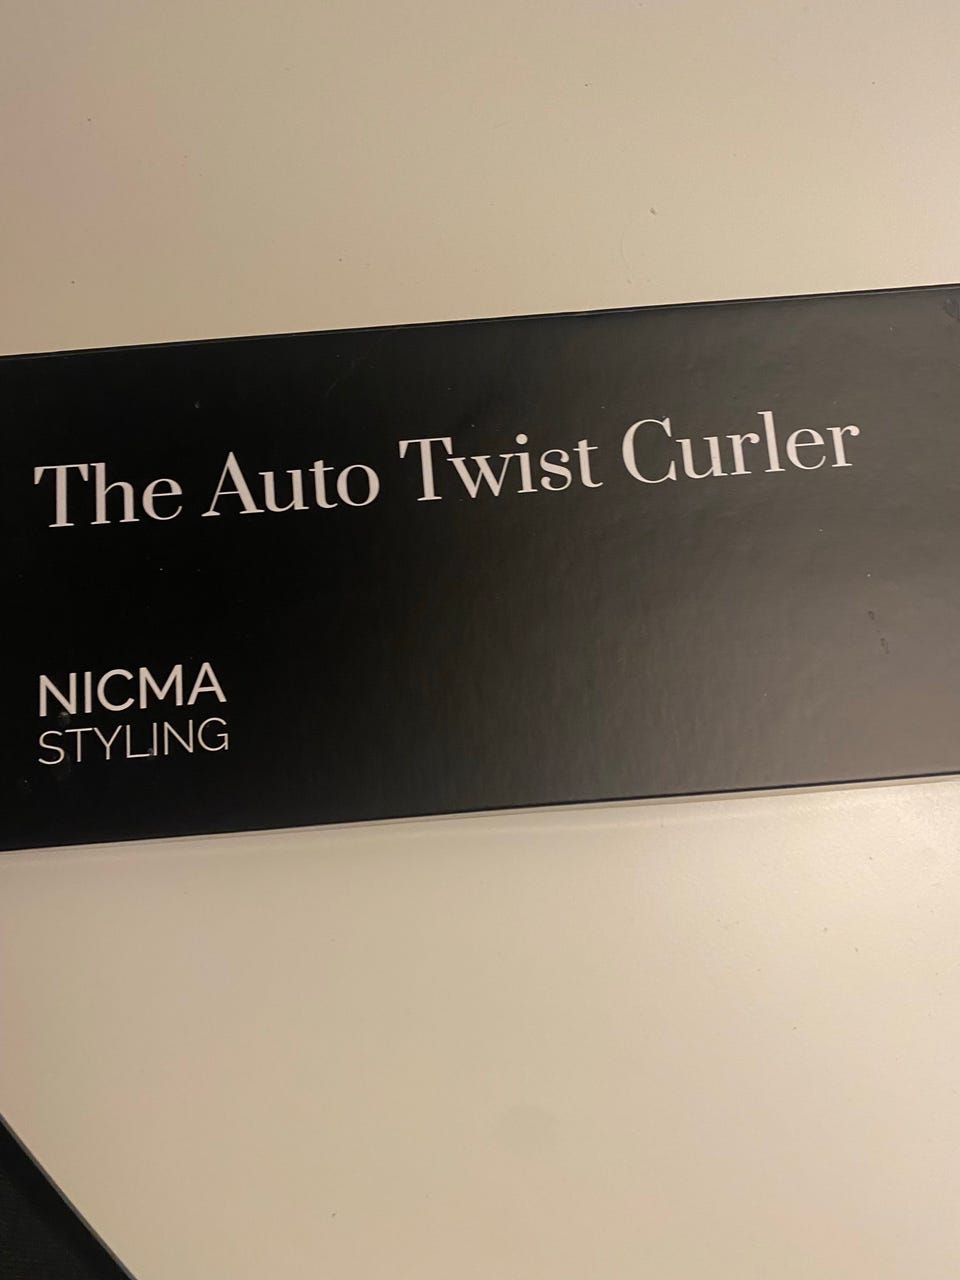 The Auto Twist Curler
NICMA
STYLING